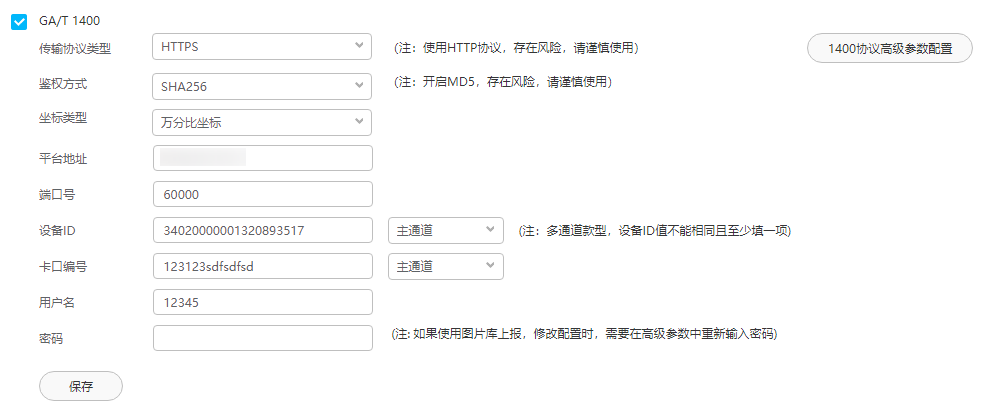 GA/T 1400
传输协议类型 HTTPS (注：使用HTTP协议，存在风险，请谨慎使用) 1400协议高级参数配置
鉴权方式 SHA256 (注：开启MD5，存在风险，请谨慎使用)
坐标类型 万分比坐标
平台地址
端口号 60000
设备ID 34020000001320893517 主通道 (注：多通道款型，设备ID值不能相同且至少填一项)
卡口编号 123123sdfsdfsd 主通道
用户名 12345
密码 (注: 如果使用图片库上报，修改配置时，需要在高级参数中重新输入密码)
保存